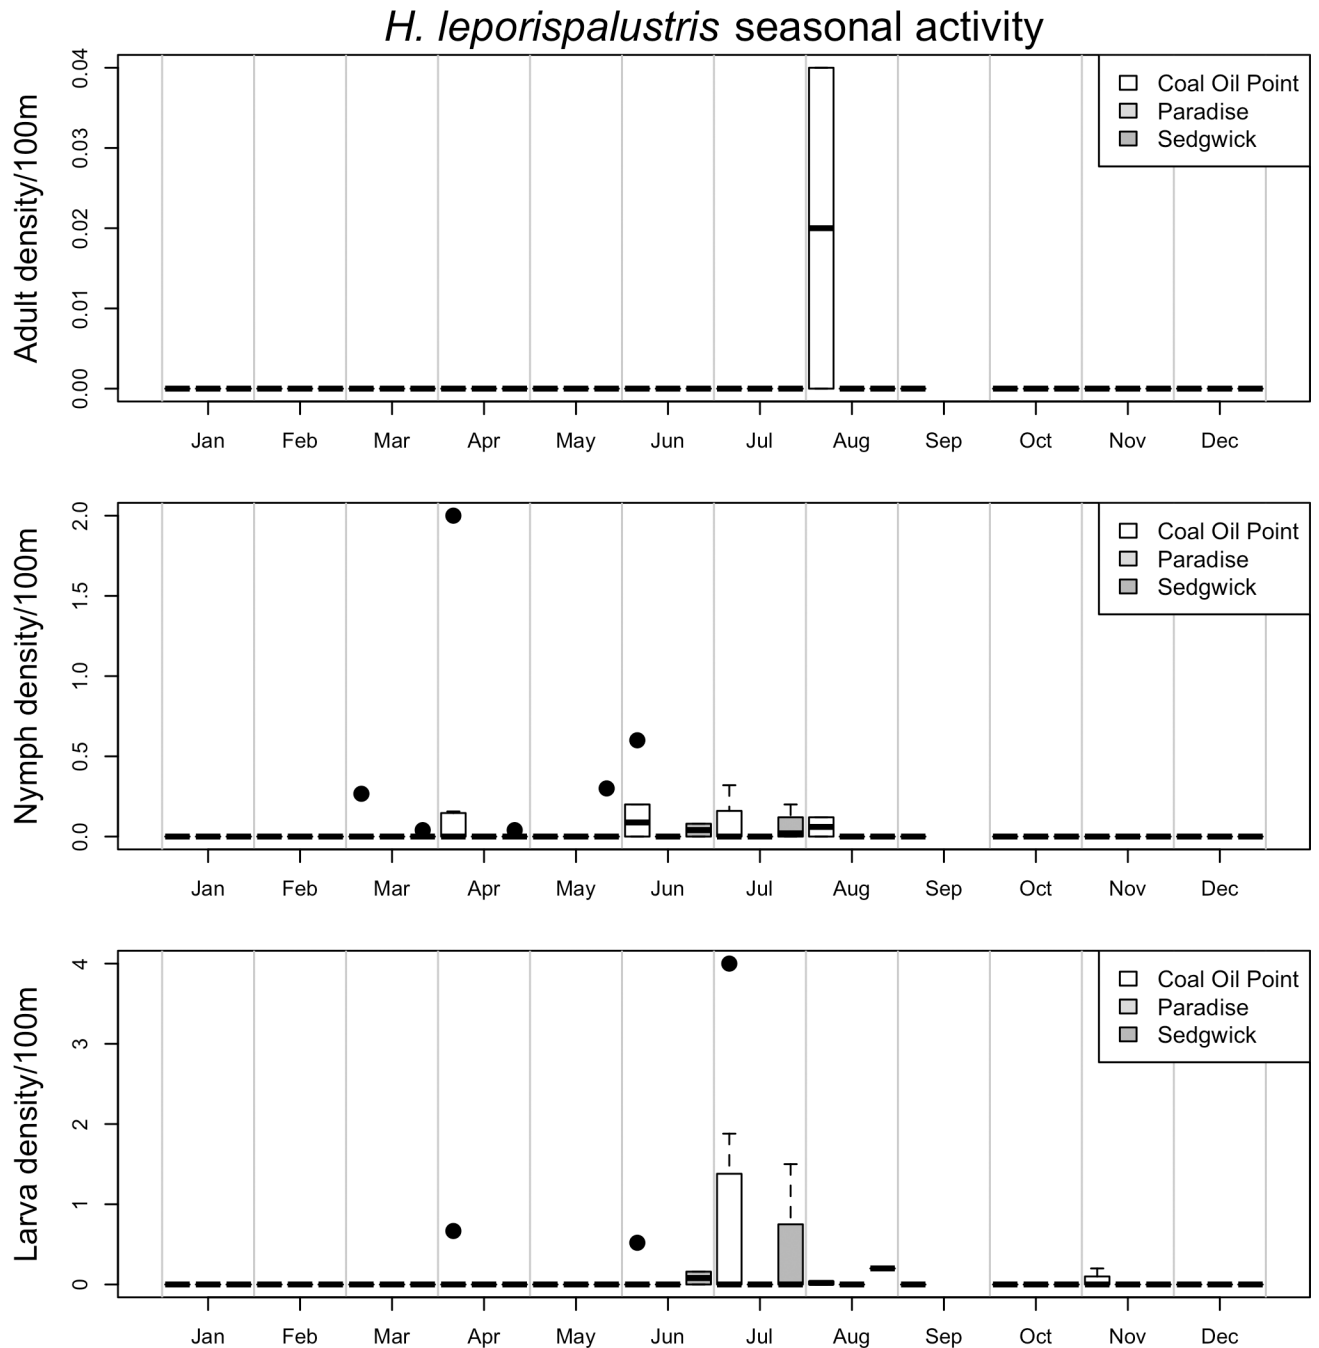 H. leporispalustris seasonal activity
Adult density/100m
0.04
0.03
0.02
0.01
0.00
Coal Oil Point
Paradise
Sedgwick
Jan Feb Mar Apr May Jun Jul Aug Sep Oct Nov Dec
Nymph density/100m
2.0
1.5
1.0
0.5
0.0
Coal Oil Point
Paradise
Sedgwick
Jan Feb Mar Apr May Jun Jul Aug Sep Oct Nov Dec
Larva density/100m
4
3
2
1
0
Coal Oil Point
Paradise
Sedgwick
Jan Feb Mar Apr May Jun Jul Aug Sep Oct Nov Dec